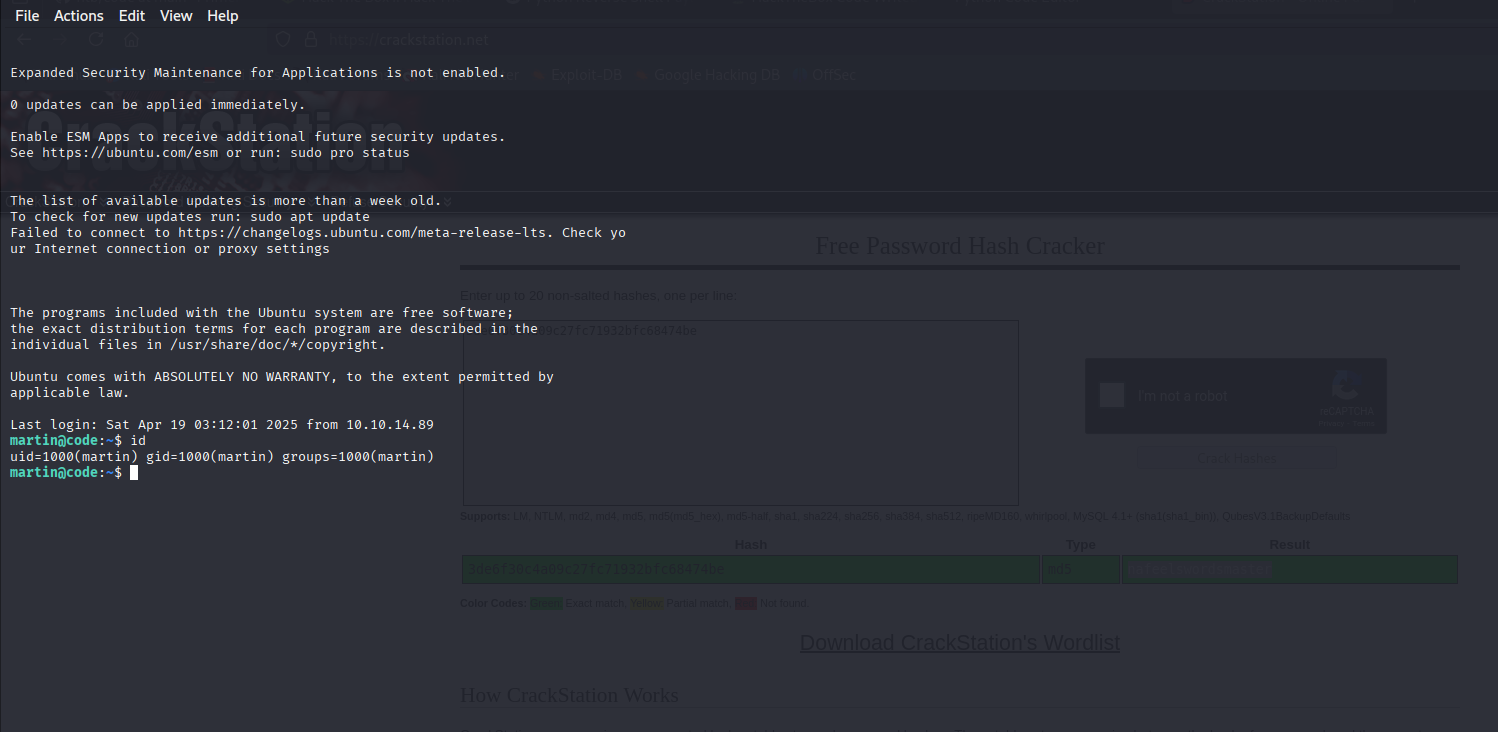 File Actions Edit View Help
https://crackstation.net
Exploit-DB Google Hacking DB OffSec
CrackStation
Expanded Security Maintenance for Applications is not enabled.
0 updates can be applied immediately.
Enable ESM Apps to receive additional future security updates.
See https://ubuntu.com/esm or run: sudo pro status
The list of available updates is more than a week old.
To check for new updates run: sudo apt update
Failed to connect to https://changelogs.ubuntu.com/meta-release-lts. Check yo
ur Internet connection or proxy settings
The programs included with the Ubuntu system are free software;
the exact distribution terms for each program are described in the
individual files in /usr/share/doc/*/copyright.
Ubuntu comes with ABSOLUTELY NO WARRANTY, to the extent permitted by
applicable law.
Last login: Sat Apr 19 03:12:01 2025 from 10.10.14.89
martin@code:~$ id
uid=1000(martin) gid=1000(martin) groups=1000(martin)
martin@code:~$
Free Password Hash Cracker
Enter up to 20 non-salted hashes, one per line:
I'm not a robot
reCAPTCHA
Crack Hashes
Supports: LM, NTLM, md2, md4, md5, md5(md5_hex), md5-half, sha1, sha224, sha256, sha384, sha512, ripeMD160, whirlpool, MySQL 4.1+ (sha1(sha1_bin)), QubesV3.1BackupDefaults
Hash Type Result
3de6f30c4a09c27fc71932bfc68474be md5
Color Codes: Green Exact match, Yellow Partial match, Not found.
Download CrackStation's Wordlist
How CrackStation Works